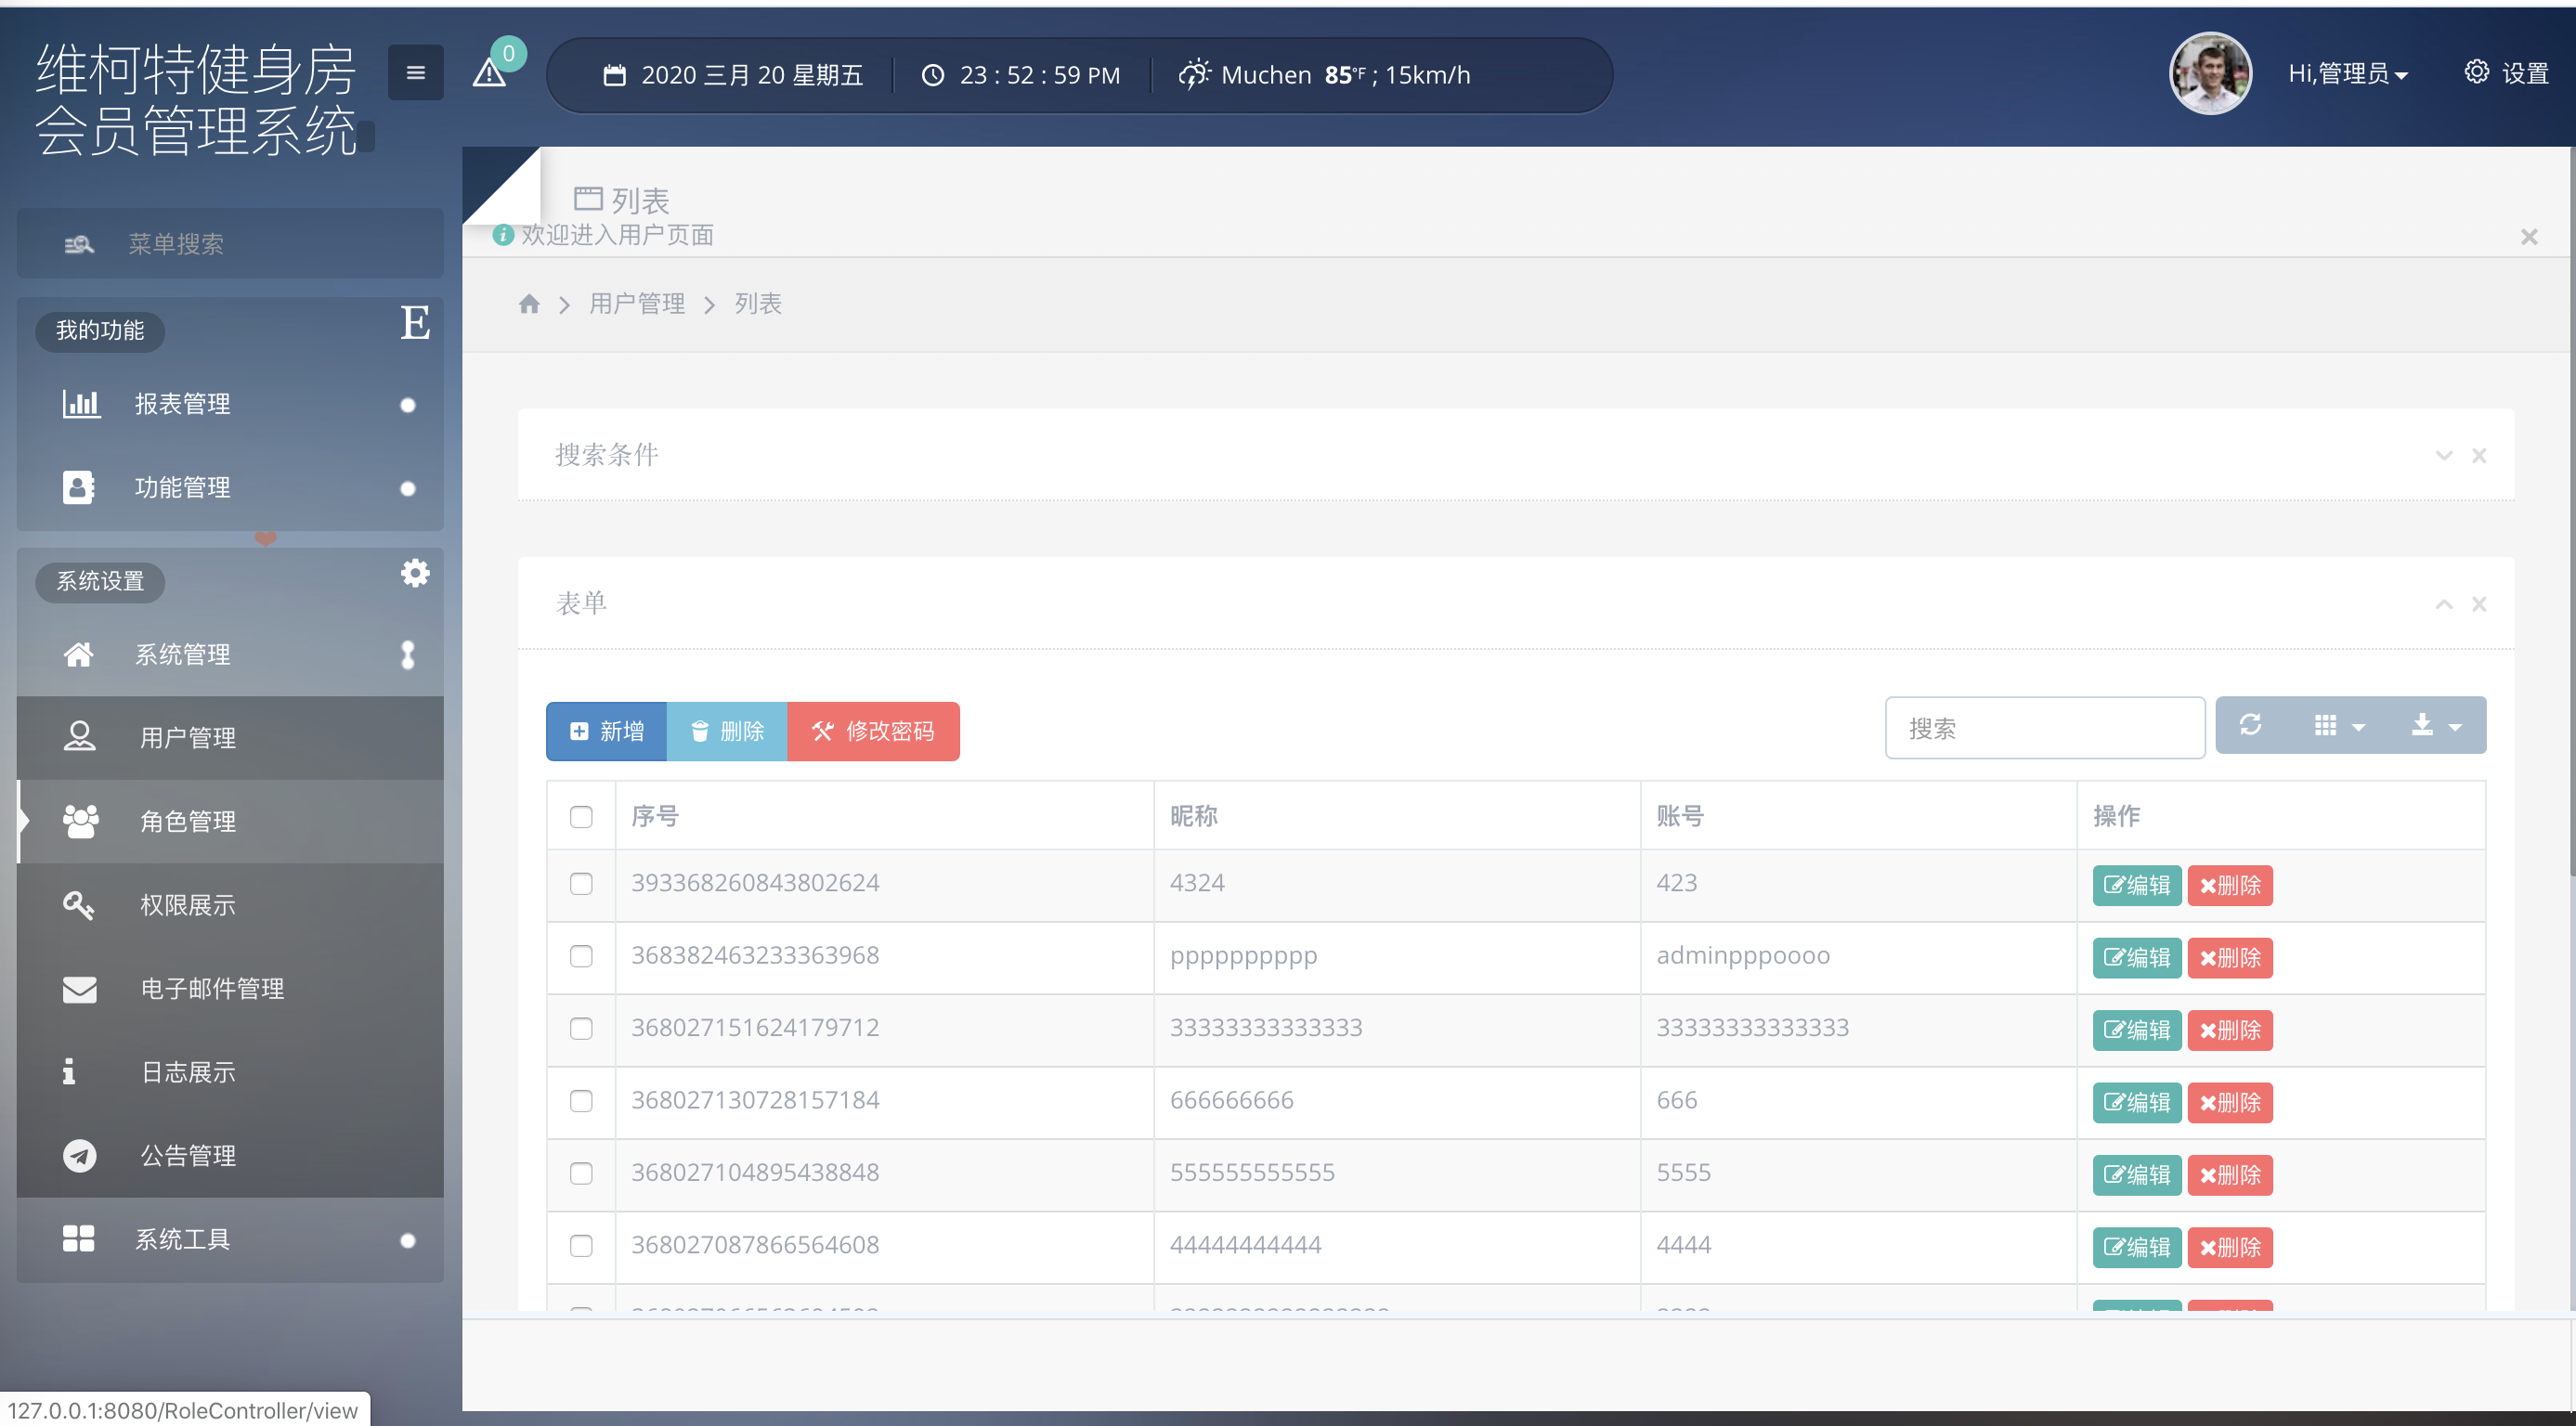 维柯特健身房
会员管理系统
0
2020 三月 20 星期五
23 : 52 : 59 PM
Muchen 85°F ; 15km/h
Hi,管理员
设置
菜单搜索
我的功能
E
报表管理
功能管理
系统设置
系统管理
用户管理
角色管理
权限展示
电子邮件管理
日志展示
公告管理
系统工具
列表
欢迎进入用户页面
用户管理 列表
搜索条件
表单
新增 删除 修改密码
搜索
序号 昵称 账号 操作
393368260843802624 4324 423 编辑 删除
368382463233363968 pppppppppp adminpppoooo 编辑 删除
368027151624179712 33333333333333 33333333333333 编辑 删除
368027130728157184 666666666 666 编辑 删除
368027104895438848 555555555555 5555 编辑 删除
368027087866564608 44444444444 4444 编辑 删除
127.0.0.1:8080/RoleController/view